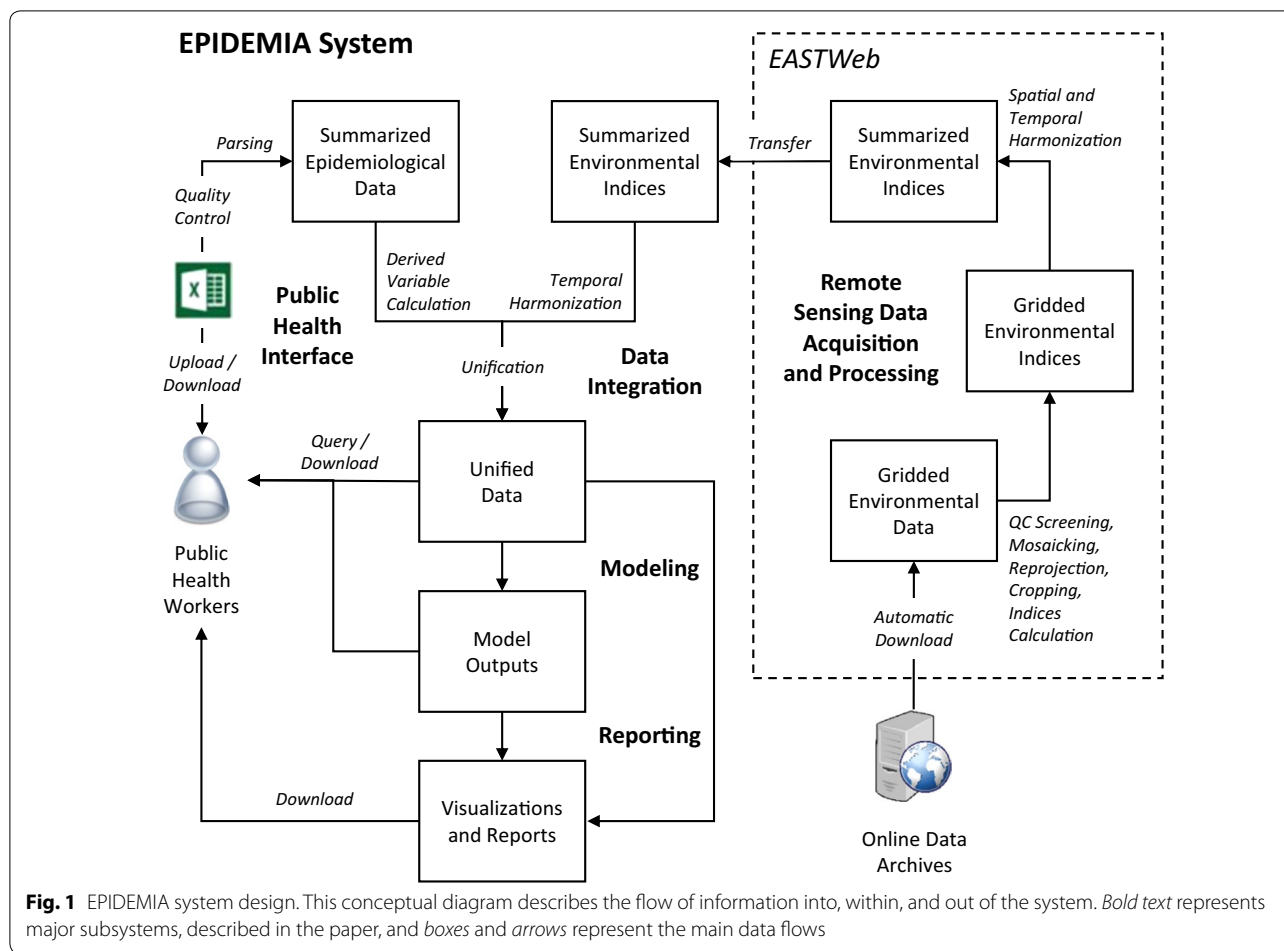 EPIDEMIA System
EASTWeb
Parsing
Summarized
Epidemiological
Data
Summarized
Environmental
Indices
Transfer
Summarized
Environmental
Indices
Spatial and
Temporal
Harmonization
Quality
Control
X
Upload /
Download
Public
Health
Interface
Derived
Variable
Calculation
Temporal
Harmonization
Unification
Data
Integration
Remote
Sensing Data
Acquisition
and Processing
Gridded
Environmental
Indices
Public
Health
Workers
Query /
Download
Unified
Data
Modeling
Gridded
Environmental
Data
QC Screening,
Mosaicking,
Reprojection,
Cropping,
Indices
Calculation
Automatic
Download
Model
Outputs
Reporting
Download
Visualizations
and Reports
Online Data
Archives
Fig. 1 EPIDEMIA system design. This conceptual diagram describes the flow of information into, within, and out of the system. Bold text represents
major subsystems, described in the paper, and boxes and arrows represent the main data flows